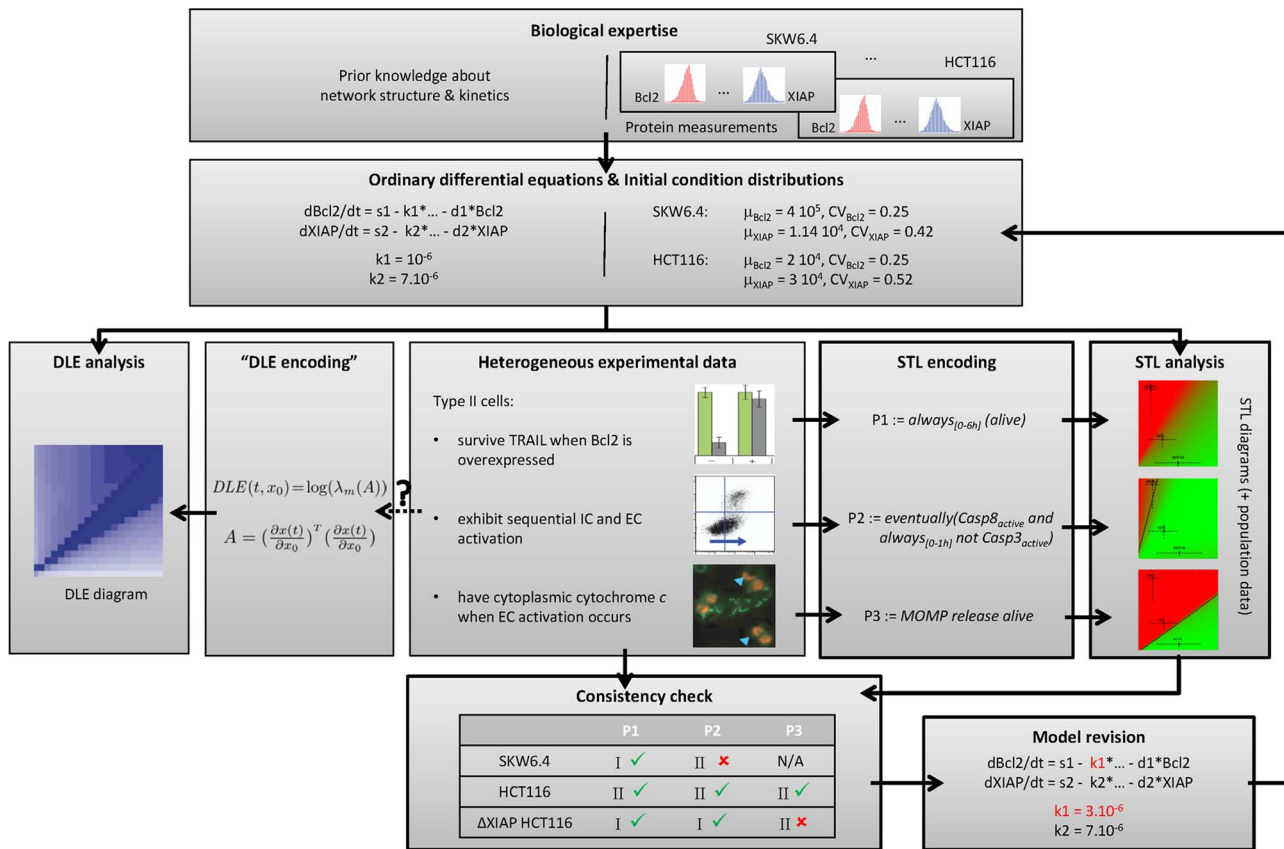 Biological expertise
Prior knowledge about
network structure & kinetics
SKW6.4
...
HCT116
Bcl2 ... XIAP
Bcl2 ... XIAP
Protein measurements
Ordinary differential equations & Initial condition distributions
dBcl2/dt = s1 - k1*... - d1*Bcl2
dXIAP/dt = s2 - k2*... - d2*XIAP
k1 = 10⁻⁶
k2 = 7.10⁻⁶
SKW6.4: μ_Bcl2 = 4 10⁵, CV_Bcl2 = 0.25
μ_XIAP = 1.14 10⁴, CV_XIAP = 0.42
HCT116: μ_Bcl2 = 2 10⁴, CV_Bcl2 = 0.25
μ_XIAP = 3 10⁴, CV_XIAP = 0.52
DLE analysis
DLE diagram
"DLE encoding"
DLE(t, x₀) = log(λₘ(A))
A = (∂x(t)/∂x₀)ᵀ (∂x(t)/∂x₀)
?
Heterogeneous experimental data
Type II cells:
• survive TRAIL when Bcl2 is
overexpressed
− +
• exhibit sequential IC and EC
activation
• have cytoplasmic cytochrome c
when EC activation occurs
STL encoding
P1 := always[0-6h] (alive)
P2 := eventually(Casp8active and
always[0-1h] not Casp3active)
P3 := MOMP release alive
STL analysis
STL diagrams (+ population data)
Consistency check
P1 P2 P3
SKW6.4 I ✓ II ✘ N/A
HCT116 II ✓ II ✓ II ✓
ΔXIAP HCT116 I ✓ I ✓ II ✘
Model revision
dBcl2/dt = s1 - k1*... - d1*Bcl2
dXIAP/dt = s2 - k2*... - d2*XIAP
k1 = 3.10⁻⁶
k2 = 7.10⁻⁶